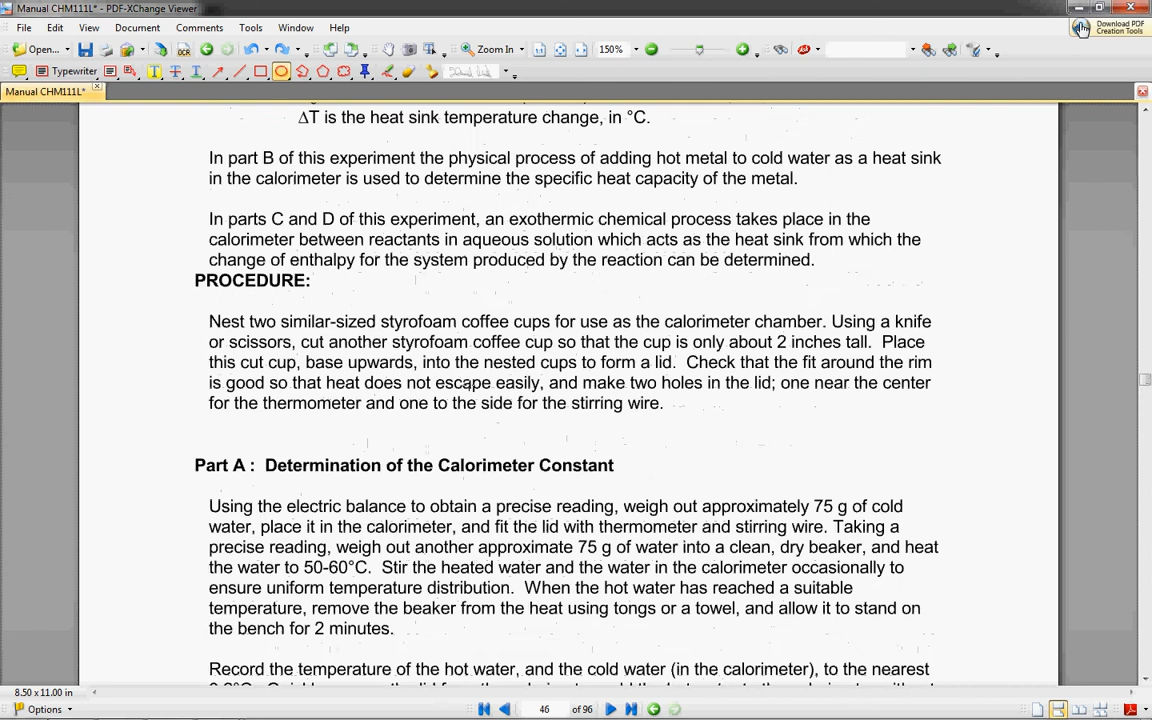 Manual CHM111L* - PDF-XChange Viewer
File Edit View Document Comments Tools Window Help
Download PDF
Creation Tools
Open... OCR Zoom In 150%
Typewriter
Manual CHM111L*
ΔT is the heat sink temperature change, in °C.
In part B of this experiment the physical process of adding hot metal to cold water as a heat sink
in the calorimeter is used to determine the specific heat capacity of the metal.
In parts C and D of this experiment, an exothermic chemical process takes place in the
calorimeter between reactants in aqueous solution which acts as the heat sink from which the
change of enthalpy for the system produced by the reaction can be determined.
PROCEDURE:
Nest two similar-sized styrofoam coffee cups for use as the calorimeter chamber. Using a knife
or scissors, cut another styrofoam coffee cup so that the cup is only about 2 inches tall. Place
this cut cup, base upwards, into the nested cups to form a lid. Check that the fit around the rim
is good so that heat does not escape easily, and make two holes in the lid; one near the center
for the thermometer and one to the side for the stirring wire.
Part A : Determination of the Calorimeter Constant
Using the electric balance to obtain a precise reading, weigh out approximately 75 g of cold
water, place it in the calorimeter, and fit the lid with thermometer and stirring wire. Taking a
precise reading, weigh out another approximate 75 g of water into a clean, dry beaker, and heat
the water to 50-60°C. Stir the heated water and the water in the calorimeter occasionally to
ensure uniform temperature distribution. When the hot water has reached a suitable
temperature, remove the beaker from the heat using tongs or a towel, and allow it to stand on
the bench for 2 minutes.
Record the temperature of the hot water, and the cold water (in the calorimeter), to the nearest
8.50 x 11.00 in
Options 46 of 96